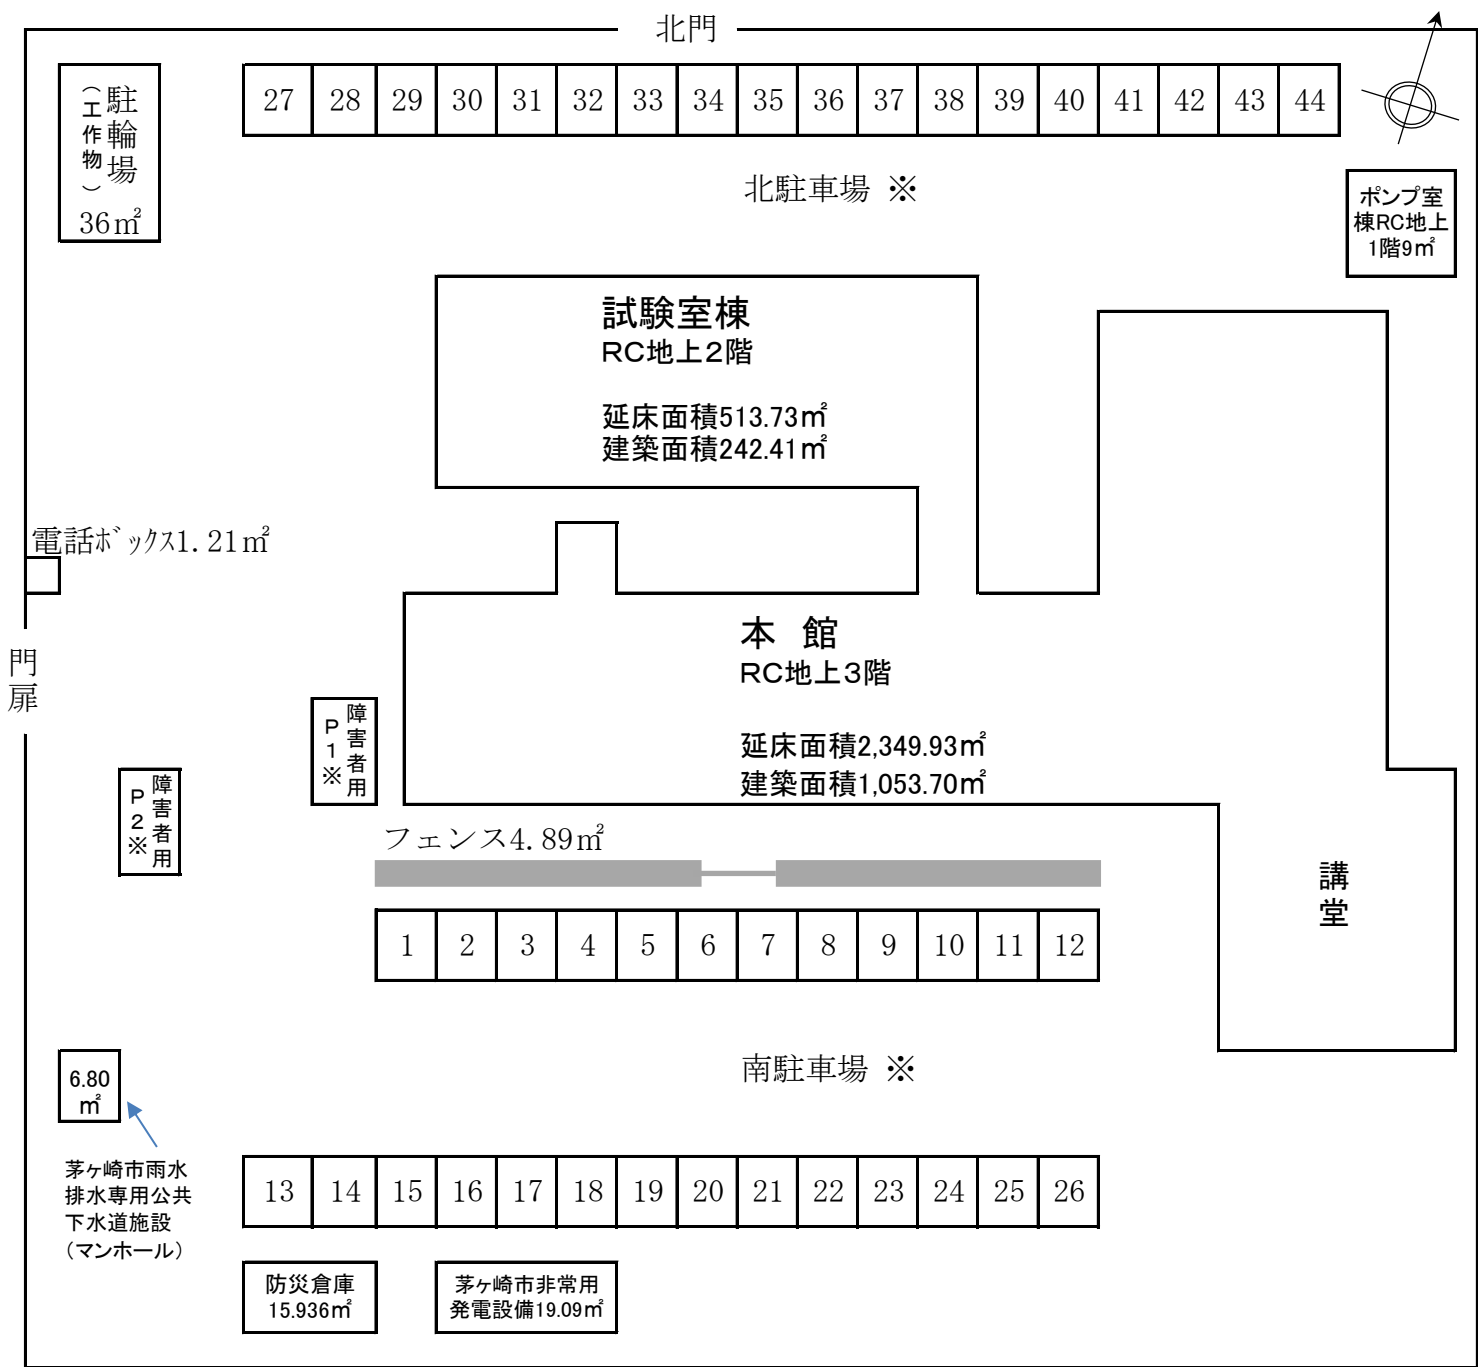 北門
駐輪場
（工作物）
36㎡
27 28 29 30 31 32 33 34 35 36 37 38 39 40 41 42 43 44
北駐車場 ※
ポンプ室
棟RC地上
1階9㎡
試験室棟
RC地上2階
延床面積513.73㎡
建築面積242.41㎡
電話ﾎﾞｯｸｽ1.21㎡
門扉
本 館
RC地上3階
延床面積2,349.93㎡
建築面積1,053.70㎡
障害者用
P1※
障害者用
P2※
フェンス4.89㎡
講堂
1 2 3 4 5 6 7 8 9 10 11 12
南駐車場 ※
6.80
㎡
茅ヶ崎市雨水
排水専用公共
下水道施設
（マンホール）
13 14 15 16 17 18 19 20 21 22 23 24 25 26
防災倉庫
15.936㎡
茅ヶ崎市非常用
発電設備19.09㎡